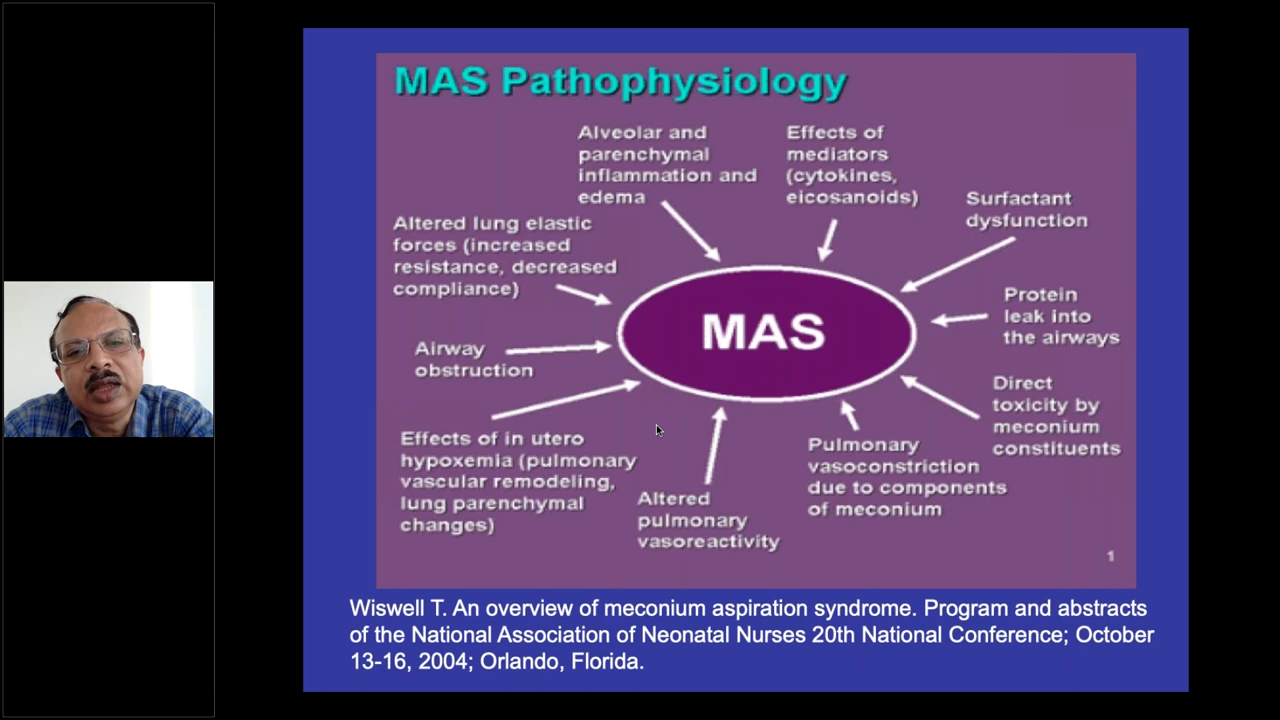 MAS Pathophysiology
Alveolar and
parenchymal
inflammation and
edema
Effects of
mediators
(cytokines,
eicosanoids)
Surfactant
dysfunction
Altered lung elastic
forces (increased
resistance, decreased
compliance)
MAS
Protein
leak into
the airways
Airway
obstruction
Direct
toxicity by
meconium
constituents
Effects of in utero
hypoxemia (pulmonary
vascular remodeling,
lung parenchymal
changes)
Altered
pulmonary
vasoreactivity
Pulmonary
vasoconstriction
due to components
of meconium
1
Wiswell T. An overview of meconium aspiration syndrome. Program and abstracts
of the National Association of Neonatal Nurses 20th National Conference; October
13-16, 2004; Orlando, Florida.